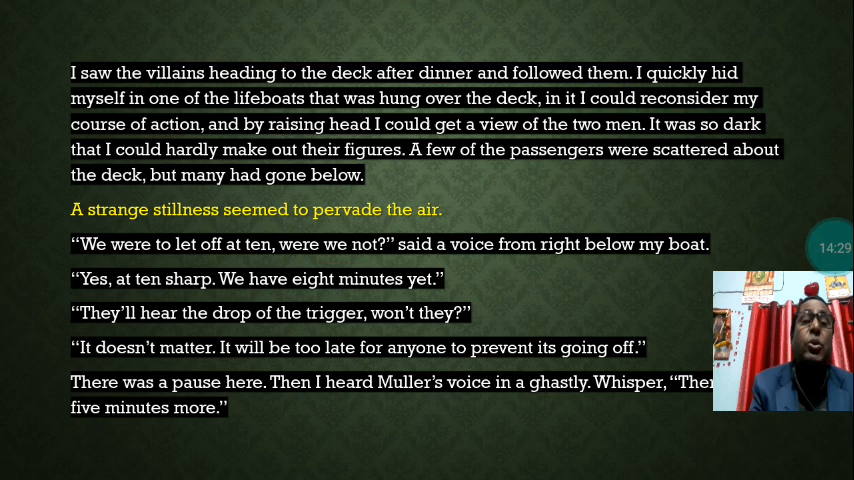 I saw the villains heading to the deck after dinner and followed them. I quickly hid
myself in one of the lifeboats that was hung over the deck, in it I could reconsider my
course of action, and by raising head I could get a view of the two men. It was so dark
that I could hardly make out their figures. A few of the passengers were scattered about
the deck, but many had gone below.
A strange stillness seemed to pervade the air.
“We were to let off at ten, were we not?” said a voice from right below my boat.
“Yes, at ten sharp. We have eight minutes yet.”
“They’ll hear the drop of the trigger, won’t they?”
“It doesn’t matter. It will be too late for anyone to prevent its going off.”
There was a pause here. Then I heard Muller’s voice in a ghastly. Whisper,
five minutes more.”
14:29